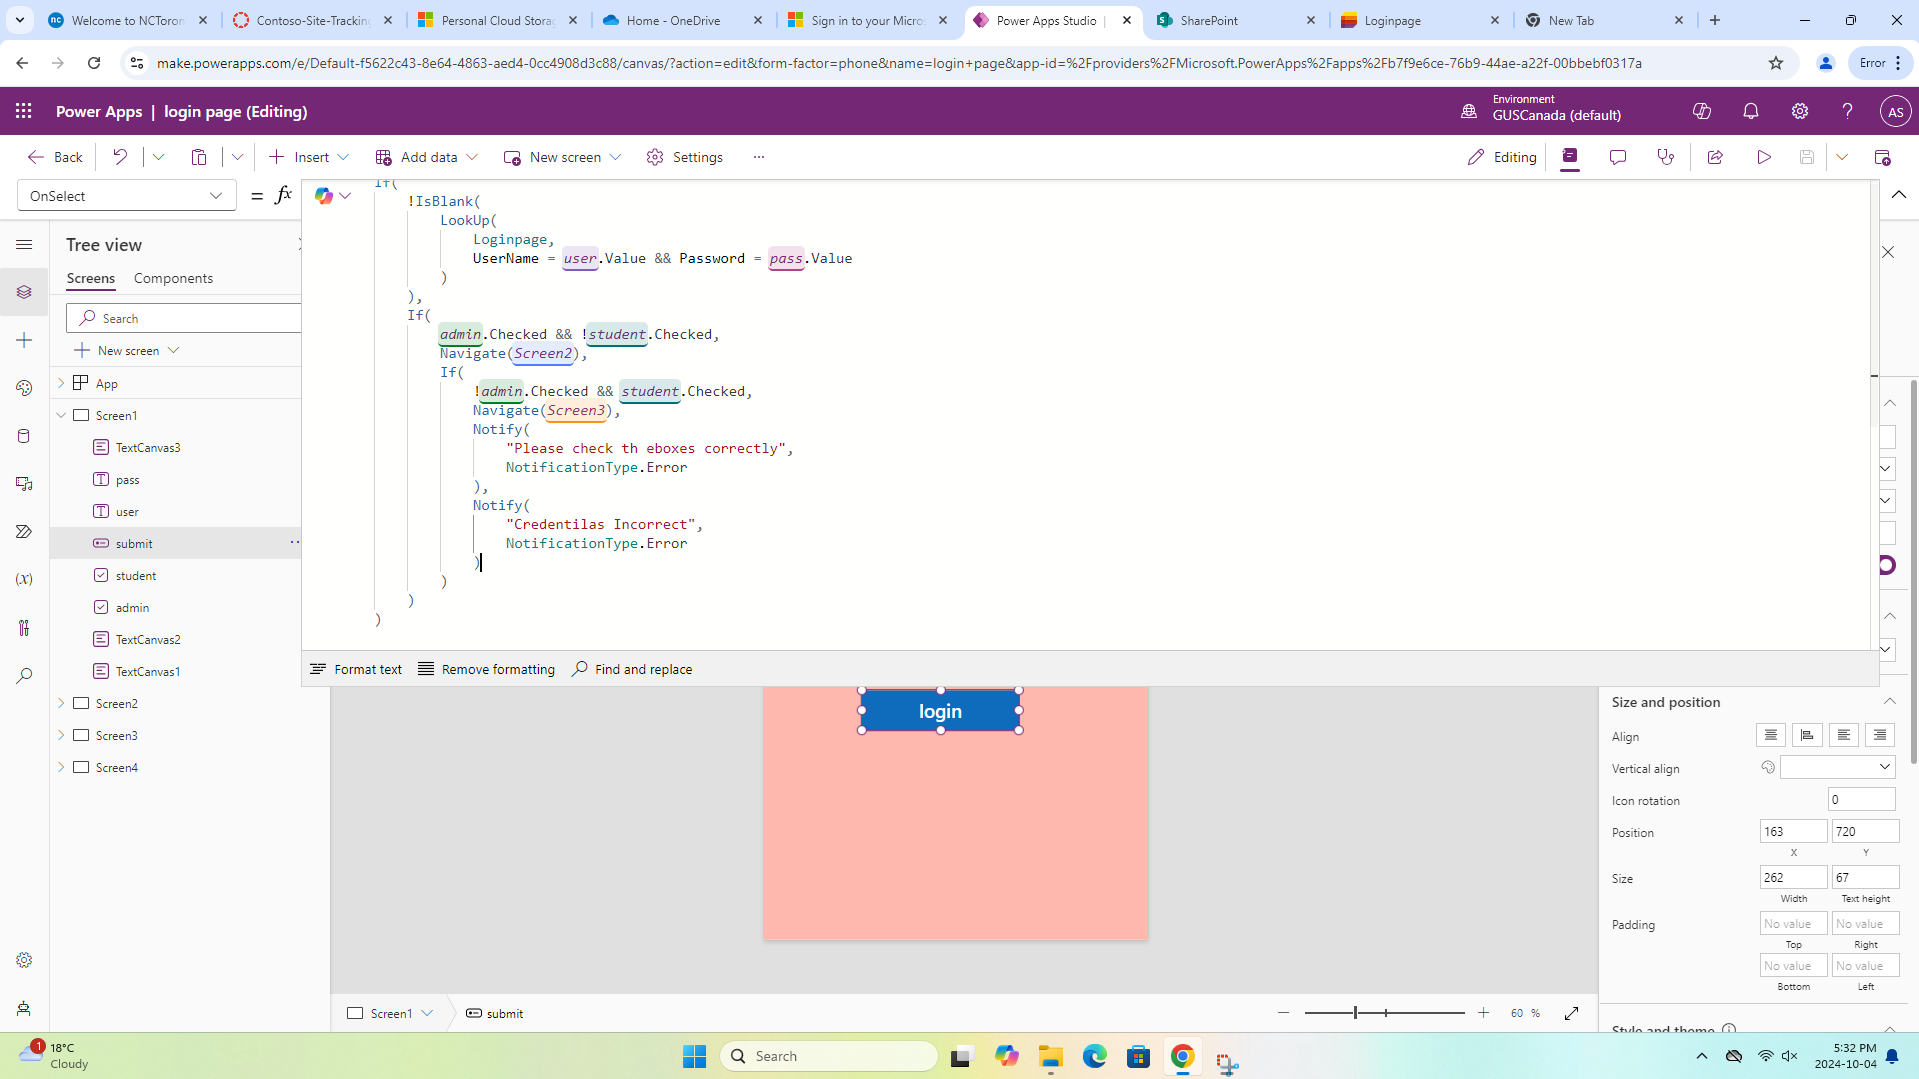 Welcome to NCToron
Contoso-Site-Tracking
Personal Cloud Storag
Home - OneDrive
Sign in to your Micros
Power Apps Studio |
SharePoint
Loginpage
New Tab
make.powerapps.com/e/Default-f5622c43-8e64-4863-aed4-0cc4908d3c88/canvas/?action=edit&form-factor=phone&name=login+page&app-id=%2Fproviders%2FMicrosoft.PowerApps%2Fapps%2Fb7f9e6ce-76b9-44ae-a22f-00bbebf0317a
Error
Power Apps | login page (Editing)
Environment
GUSCanada (default)
AS
Back
Insert
Add data
New screen
Settings
Editing
OnSelect
= fx
If(
!IsBlank(
LookUp(
Loginpage,
UserName = user.Value && Password = pass.Value
)
),
If(
admin.Checked && !student.Checked,
Navigate(Screen2),
If(
!admin.Checked && student.Checked,
Navigate(Screen3),
Notify(
"Please check th eboxes correctly",
NotificationType.Error
),
Notify(
"Credentilas Incorrect",
NotificationType.Error
)
)
)
)
Format text
Remove formatting
Find and replace
Tree view
Screens
Components
Search
New screen
App
Screen1
TextCanvas3
pass
user
submit
student
admin
TextCanvas2
TextCanvas1
Screen2
Screen3
Screen4
login
Size and position
Align
Vertical align
Icon rotation
0
Position
163
720
X
Y
Size
262
67
Width
Text height
Padding
No value
No value
Top
Right
No value
No value
Bottom
Left
Style and theme
Screen1
submit
60 %
1
18°C
Cloudy
Search
5:32 PM
2024-10-04